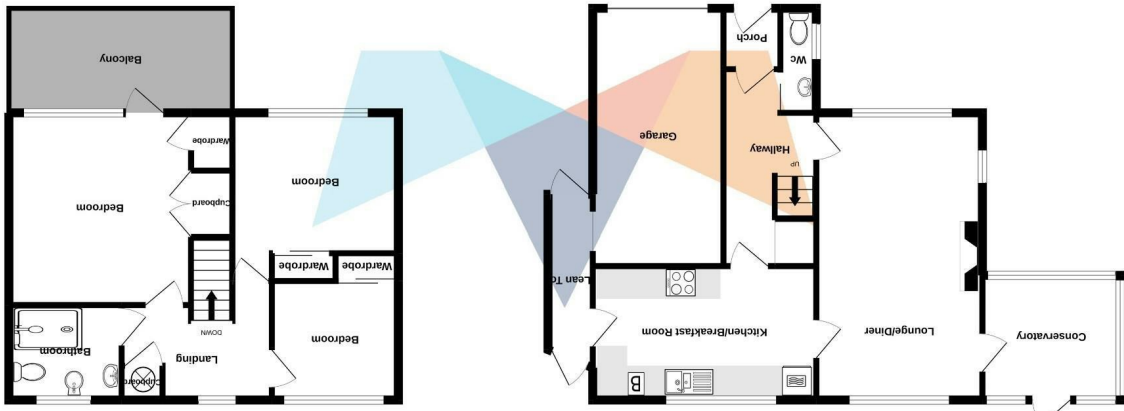 B
Conservatory
Lounge/Diner
Kitchen/Breakfast Room
Lean To
UP
Hallway
Garage
Wc
Porch
Cupboard
Landing
Bathroom
Bedroom
DOWN
Wardrobe
Wardrobe
Cupboard
Bedroom
Bedroom
Wardrobe
Balcony